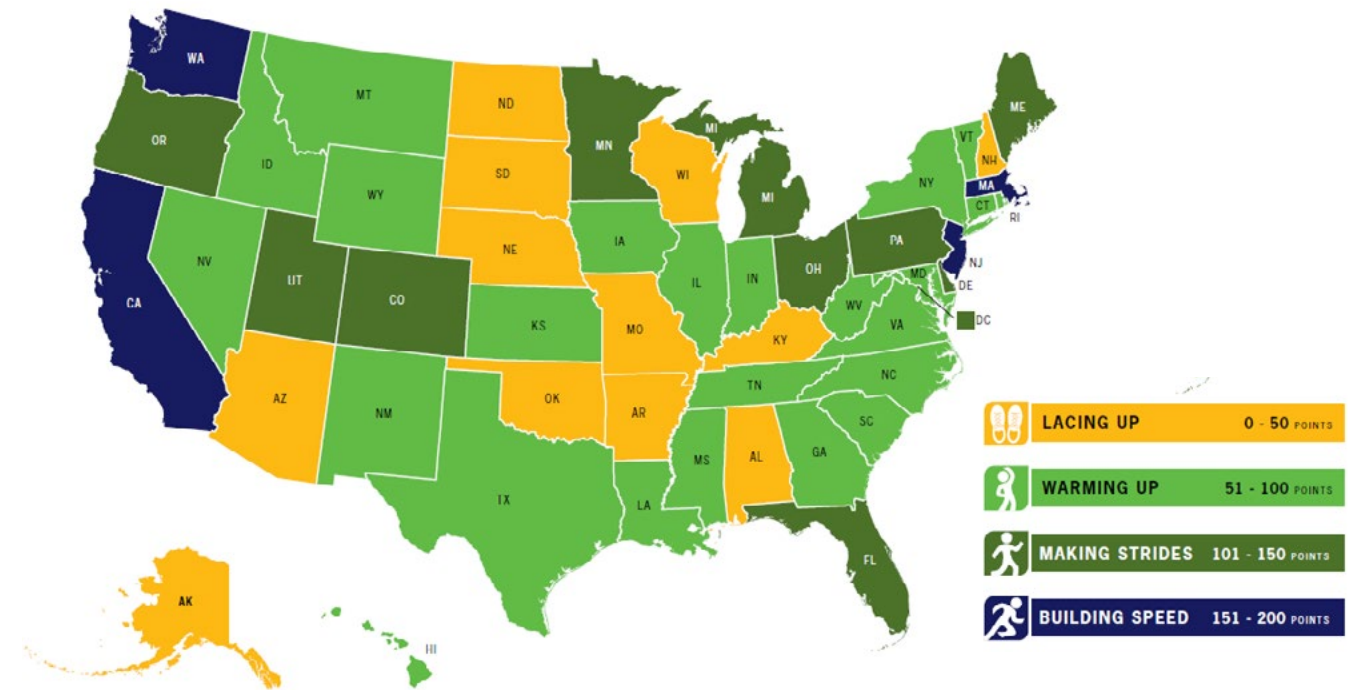 WA
MT
ND
MN
MI
ME
OR
ID
SD
WI
VT
NH
WY
NY
MA
CT
RI
NE
IA
MI
PA
NV
UT
CO
IL
IN
OH
NJ
MD
DE
CA
KS
MO
WV
VA
DC
KY
AZ
NM
OK
AR
TN
NC
SC
MS
AL
GA
TX
LA
FL
AK
HI
LACING UP 0 - 50 POINTS
WARMING UP 51 - 100 POINTS
MAKING STRIDES 101 - 150 POINTS
BUILDING SPEED 151 - 200 POINTS